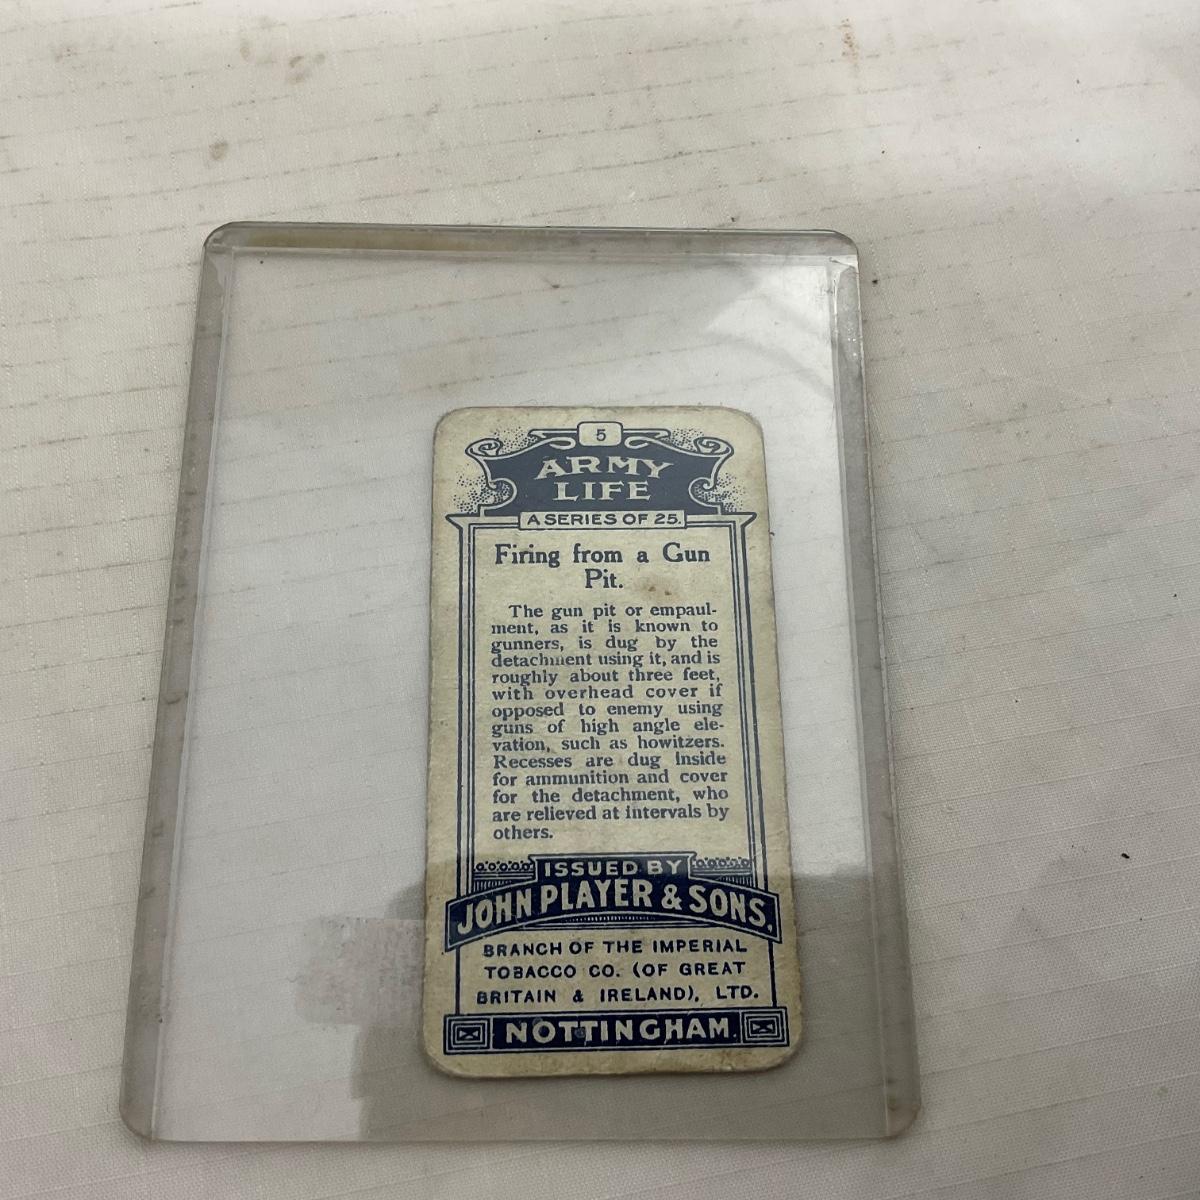 5
ARMY
LIFE
A SERIES OF 25.
Firing from a Gun
Pit.
The gun pit or empaul-
ment, as it is known to
gunners, is dug by the
detachment using it, and is
roughly about three feet,
with overhead cover if
opposed to enemy using
guns of high angle ele-
vation, such as howitzers.
Recesses are dug inside
for ammunition and cover
for the detachment, who
are relieved at intervals by
others.
ISSUED BY
JOHN PLAYER & SONS.
BRANCH OF THE IMPERIAL
TOBACCO CO. (OF GREAT
BRITAIN & IRELAND), LTD.
NOTTINGHAM.